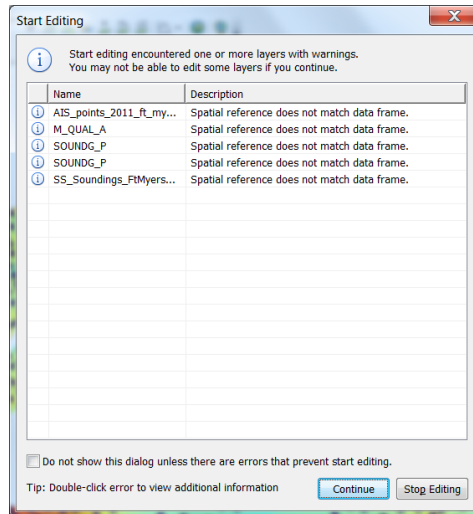 Start Editing
X
Start editing encountered one or more layers with warnings.
You may not be able to edit some layers if you continue.
Name Description
AIS_points_2011_ft_my... Spatial reference does not match data frame.
M_QUAL_A Spatial reference does not match data frame.
SOUNDG_P Spatial reference does not match data frame.
SOUNDG_P Spatial reference does not match data frame.
SS_Soundings_FtMyers... Spatial reference does not match data frame.
Do not show this dialog unless there are errors that prevent start editing.
Tip: Double-click error to view additional information Continue Stop Editing